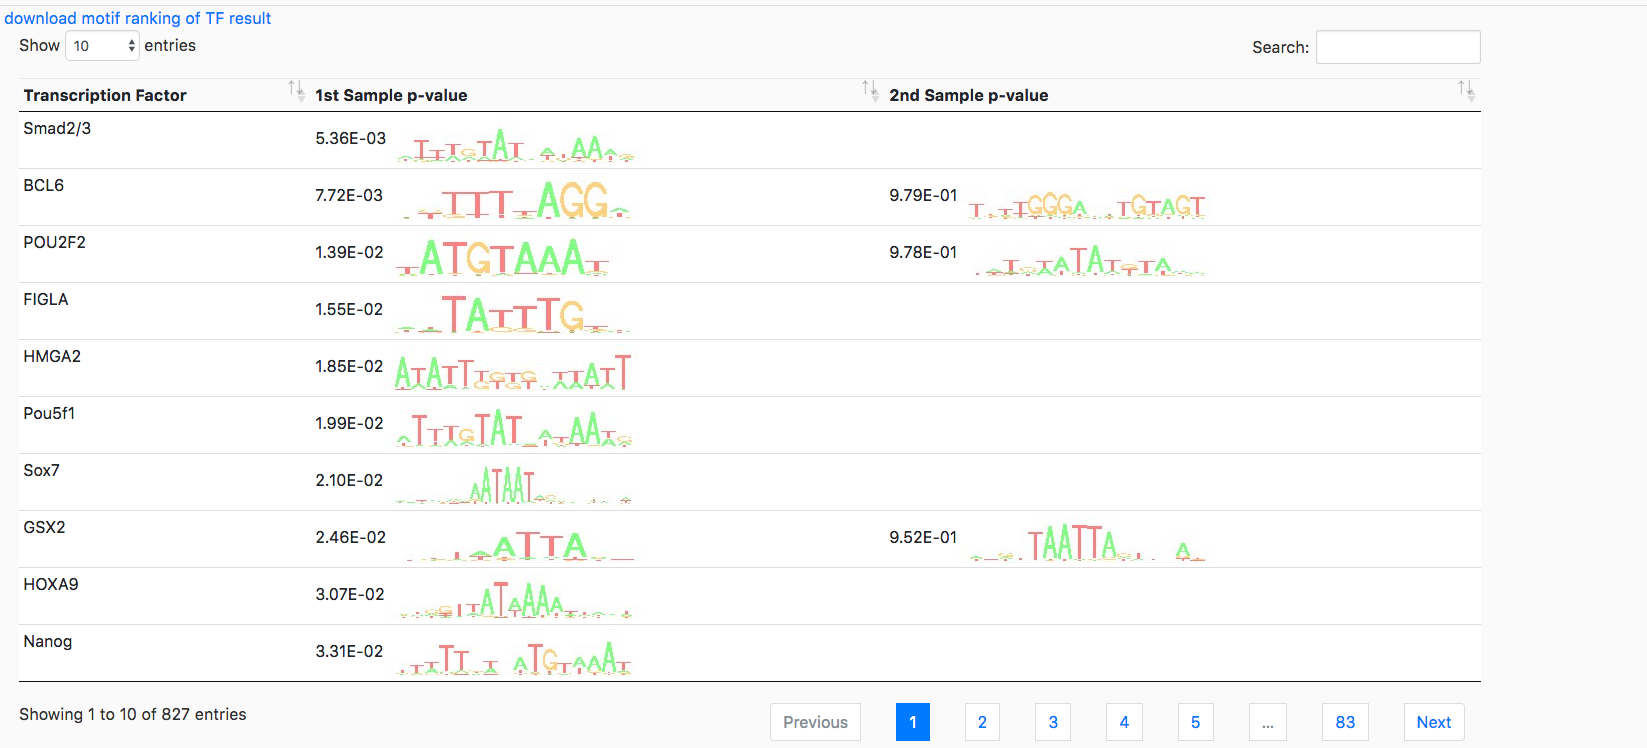 download motif ranking of TF result
Show 10 entries
Search:
Transcription Factor 1st Sample p-value 2nd Sample p-value
Smad2/3 5.36E-03
BCL6 7.72E-03 9.79E-01
POU2F2 1.39E-02 9.78E-01
FIGLA 1.55E-02
HMGA2 1.85E-02
Pou5f1 1.99E-02
Sox7 2.10E-02
GSX2 2.46E-02 9.52E-01
HOXA9 3.07E-02
Nanog 3.31E-02
Showing 1 to 10 of 827 entries
Previous 1 2 3 4 5 ... 83 Next